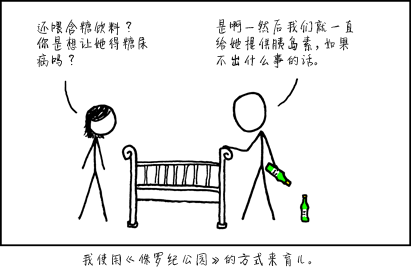 还喂含糖饮料？
你是想让她得糖尿
病吗？
是啊—然后我们就一直
给她提供胰岛素，如果
不出什么事的话。
我使用《侏罗纪公园》的方式来育儿。